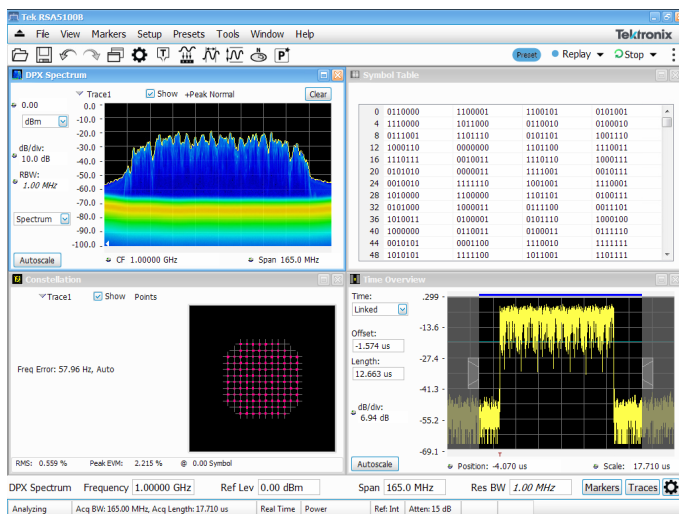 Tek RSA5100B
File View Markers Setup Presets Tools Window Help
Tektronix
T P
Preset Replay Stop
DPX Spectrum
Trace1 Show +Peak Normal Clear
0.00
dBm
dB/div:
10.0 dB
RBW:
1.00 MHz
Spectrum
Autoscale
0.0
-10.0
-20.0
-30.0
-40.0
-50.0
-60.0
-70.0
-80.0
-90.0
-100.0
CF 1.00000 GHz Span 165.0 MHz
Symbol Table
0 0110000 1100001 1100101 0101001
4 1110000 1011000 0110010 0100010
8 0111001 1101110 0101101 1001110
12 1000110 0000000 1101100 1110011
16 1110111 0010011 1110110 1000111
20 0101010 0000011 1111001 0010011
24 0010010 1111110 1001001 1110001
28 1010000 1100000 1101101 0100111
32 0101000 1000011 0111100 0011101
36 1010011 0100001 0101110 1000100
40 1000000 0110011 0100011 0111110
44 0010101 0001100 1110010 1111111
48 1010101 1111100 1011001 1101111
Constellation
Trace1 Show Points
Freq Error: 57.96 Hz, Auto
RMS: 0.559 % Peak EVM: 2.215 % @ 0.00 Symbol
Time Overview
Time:
Linked
Offset:
-1.574 us
Length:
12.663 us
dB/div:
6.94 dB
Autoscale
.299
-13.6
-27.4
-41.3
-55.2
-69.1
T
Position: -4.070 us Scale: 17.710 us
DPX Spectrum Frequency 1.00000 GHz Ref Lev 0.00 dBm Span 165.0 MHz Res BW 1.00 MHz Markers Traces
Analyzing Acq BW: 165.00 MHz, Acq Length: 17.710 us Real Time Power Ref: Int Atten: 15 dB